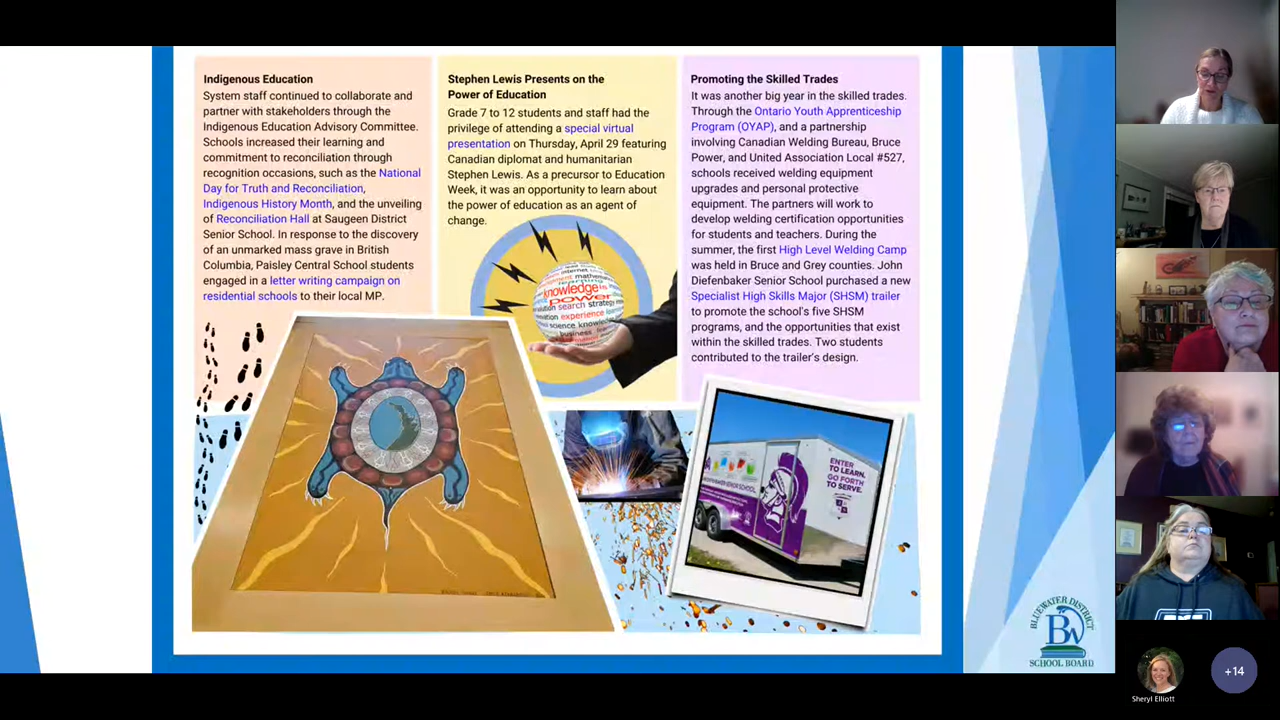 Indigenous Education
System staff continued to collaborate and
partner with stakeholders through the
Indigenous Education Advisory Committee.
Schools increased their learning and
commitment to reconciliation through
recognition occasions, such as the National
Day for Truth and Reconciliation,
Indigenous History Month, and the unveiling
of Reconciliation Hall at Saugeen District
Senior School. In response to the discovery
of an unmarked mass grave in British
Columbia, Paisley Central School students
engaged in a letter writing campaign on
residential schools to their local MP.
Stephen Lewis Presents on the
Power of Education
Grade 7 to 12 students and staff had the
privilege of attending a special virtual
presentation on Thursday, April 29 featuring
Canadian diplomat and humanitarian
Stephen Lewis. As a precursor to Education
Week, it was an opportunity to learn about
the power of education as an agent of
change.
knowledge is
power
search strategy
experience
science knowledge
business
Promoting the Skilled Trades
It was another big year in the skilled trades.
Through the Ontario Youth Apprenticeship
Program (OYAP), and a partnership
involving Canadian Welding Bureau, Bruce
Power, and United Association Local #527,
schools received welding equipment
upgrades and personal protective
equipment. The partners will work to
develop welding certification opportunities
for students and teachers. During the
summer, the first High Level Welding Camp
was held in Bruce and Grey counties. John
Diefenbaker Senior School purchased a new
Specialist High Skills Major (SHSM) trailer
to promote the school's five SHSM
programs, and the opportunities that exist
within the skilled trades. Two students
contributed to the trailer's design.
ENTER
TO LEARN,
GO FORTH
TO SERVE.
BLUEWATER DISTRICT
BW
SCHOOL BOARD
Sheryl Elliott
+14